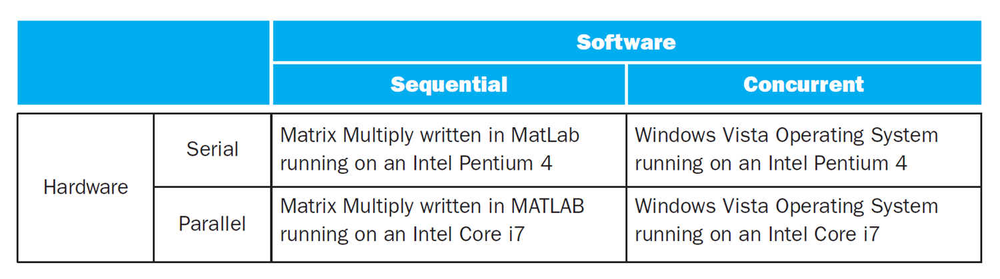 Software
Sequential
Concurrent
Hardware
Serial
Matrix Multiply written in MatLab
running on an Intel Pentium 4
Windows Vista Operating System
running on an Intel Pentium 4
Parallel
Matrix Multiply written in MATLAB
running on an Intel Core i7
Windows Vista Operating System
running on an Intel Core i7